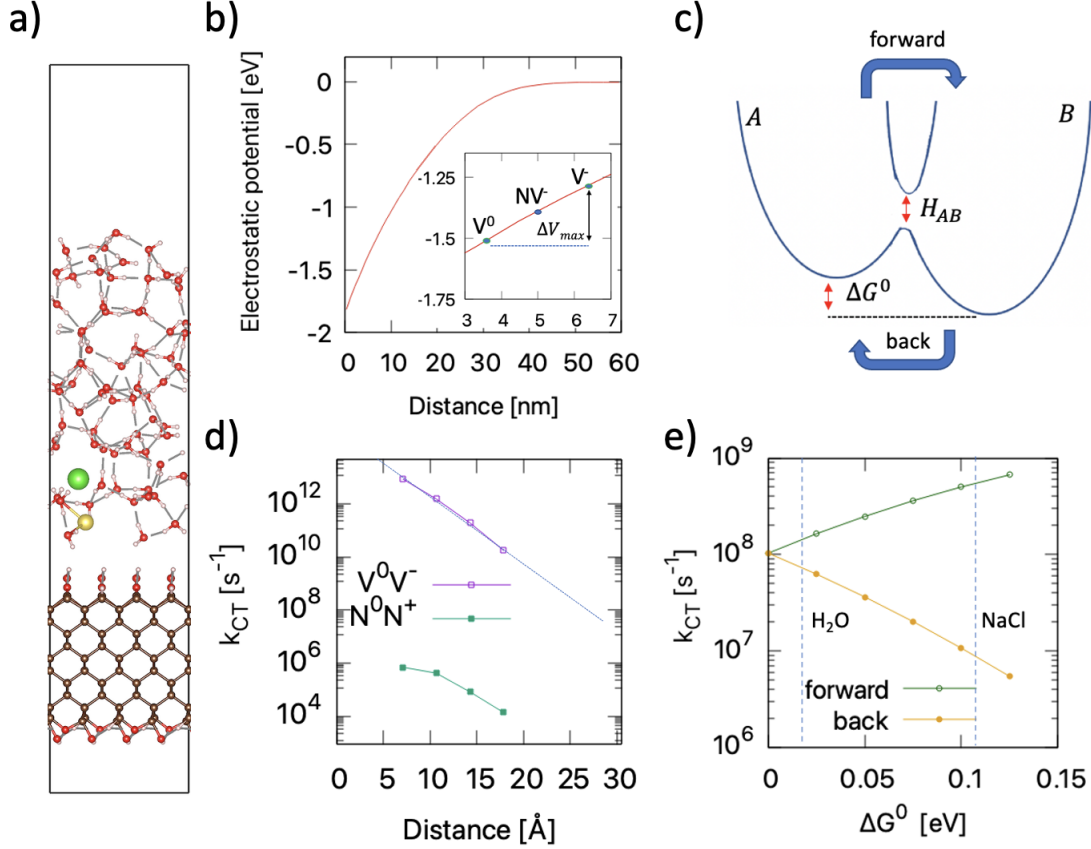 a)
b)
Electrostatic potential [eV]
0
-0.5
-1
-1.5
-2
0 10 20 30 40 50 60
Distance [nm]
-1.25
-1.5
-1.75
3 4 5 6 7
V⁰
NV⁻
V⁻
ΔV_max
c)
forward
A
B
H_AB
ΔG⁰
back
d)
k_CT [s⁻¹]
10¹²
10¹⁰
10⁸
10⁶
10⁴
V⁰V⁻
N⁰N⁺
0 5 10 15 20 25 30
Distance [Å]
e)
k_CT [s⁻¹]
10⁹
10⁸
10⁷
10⁶
H₂O
NaCl
forward
back
0 0.05 0.1 0.15
ΔG⁰ [eV]